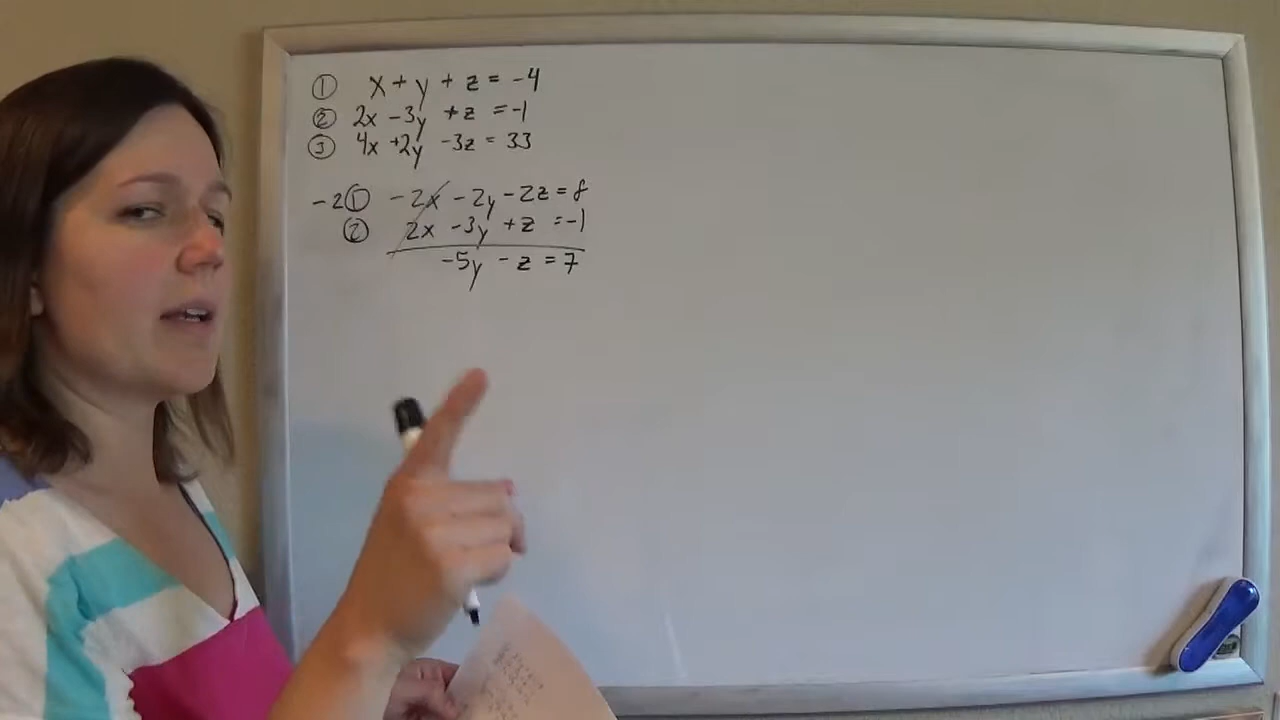 ① x + y + z = -4
② 2x - 3y + z = -1
③ 4x + 2y - 3z = 33
-2① -2x - 2y - 2z = 8
② 2x - 3y + z = -1
-5y - z = 7